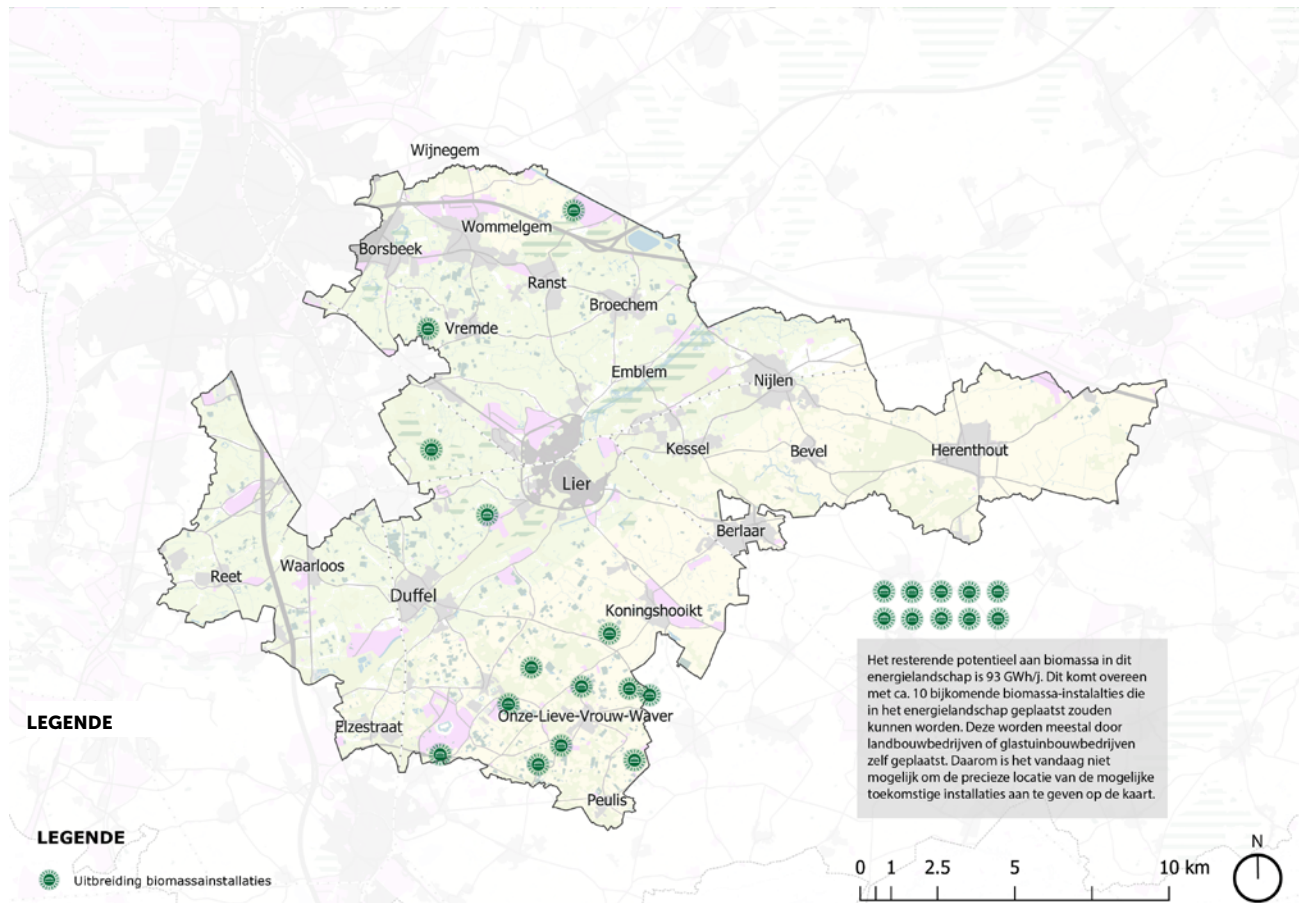 Wijnegem
Wommelgem
Borsbeek
Ranst
Broechem
Vremde
Emblem
Nijlen
Kessel
Bevel
Herenthout
Lier
Berlaar
Waarloos
Reet
Duffel
Koningshooikt
Onze-Lieve-Vrouw-Waver
Elzestraat
Peulis
Het resterende potentieel aan biomassa in dit
energielandschap is 93 GWh/j. Dit komt overeen
met ca. 10 bijkomende biomassa-instalalties die
in het energielandschap geplaatst zouden
kunnen worden. Deze worden meestal door
landbouwbedrijven of glastuinbouwbedrijven
zelf geplaatst. Daarom is het vandaag niet
mogelijk om de precieze locatie van de mogelijke
toekomstige installaties aan te geven op de kaart.
LEGENDE
LEGENDE
Uitbreiding biomassainstallaties
0 1 2.5 5 10 km
N